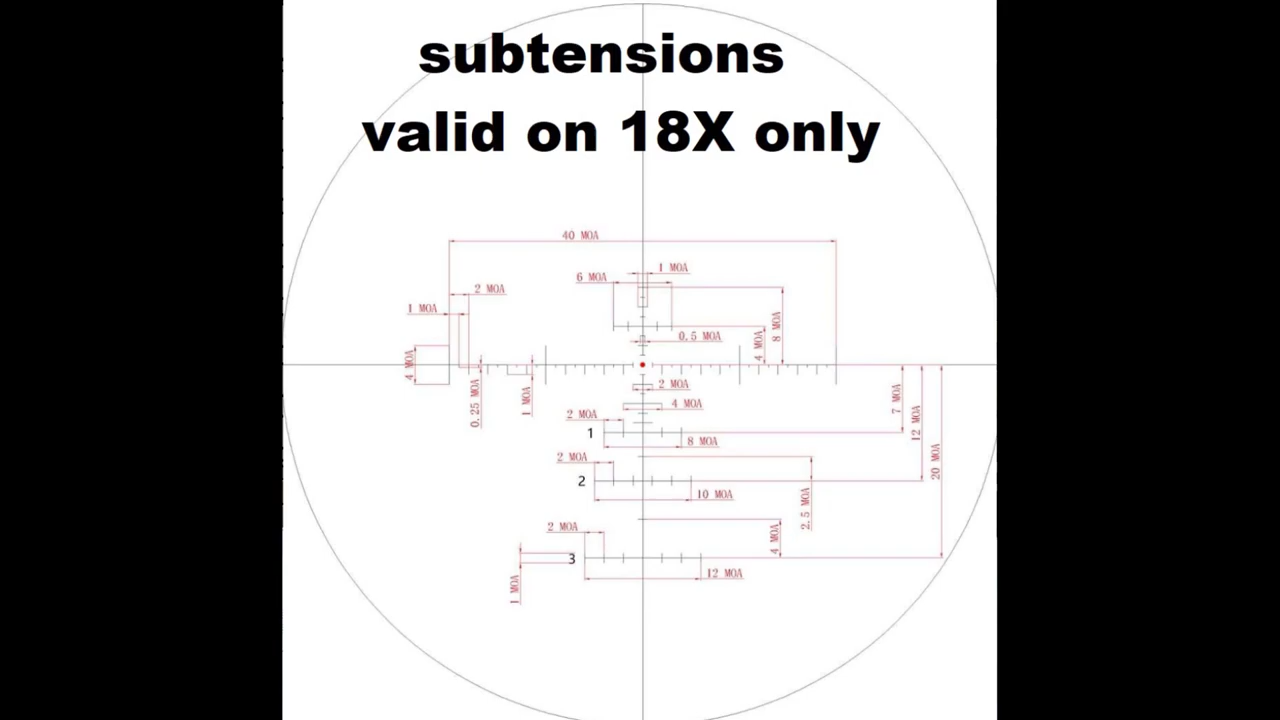 subtensions
valid on 18X only
40 MOA
1 MOA
6 MOA
2 MOA
1 MOA
8 MOA
0.5 MOA
4 MOA
4 MOA
0.25 MOA
1 MOA
2 MOA
4 MOA
7 MOA
2 MOA
12 MOA
1
8 MOA
20 MOA
2 MOA
2
10 MOA
2.5 MOA
2 MOA
4 MOA
3
12 MOA
1 MOA